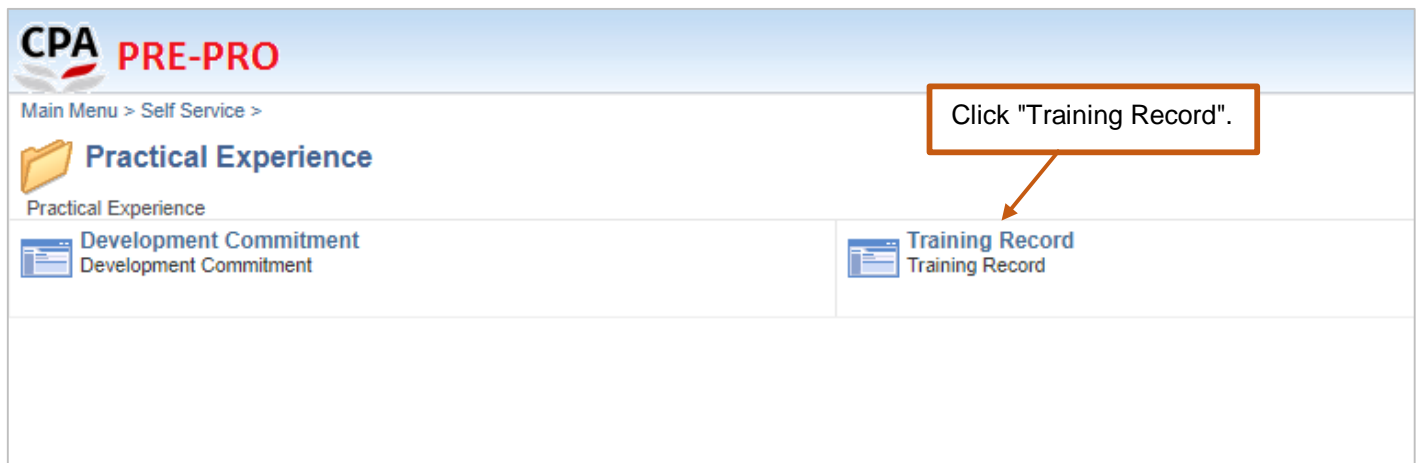 CPA PRE-PRO
Main Menu > Self Service >
Click "Training Record".
Practical Experience
Practical Experience
Development Commitment
Development Commitment
Training Record
Training Record